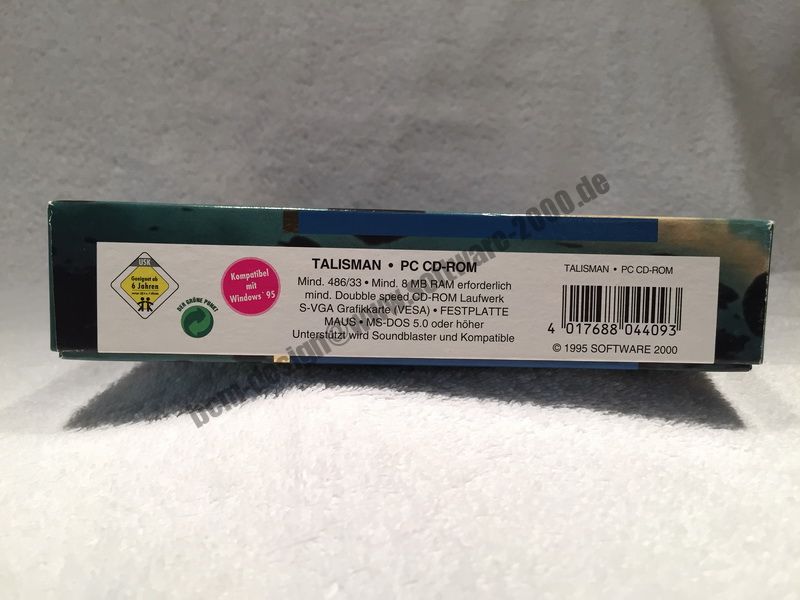 USK
Geeignet ab
6 Jahren
DER GRÜNE PUNKT
Kompatibel
mit
Windows® 95
TALISMAN • PC CD-ROM
Mind. 486/33 • Mind. 8 MB RAM erforderlich
mind. Doubble speed CD-ROM Laufwerk
S-VGA Grafikkarte (VESA) • FESTPLATTE
MAUS • MS-DOS 5.0 oder höher
Unterstützt wird Soundblaster und Kompatible
TALISMAN • PC CD-ROM
4 017688 044093
© 1995 SOFTWARE 2000